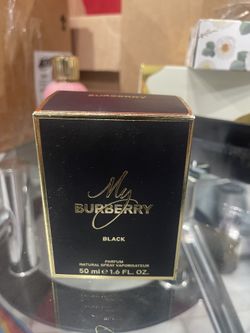 BURBERRY
My
BURBERRY
BLACK
PARFUM
NATURAL SPRAY VAPORISATEUR
50 ml ℮ 1.6 FL. OZ.